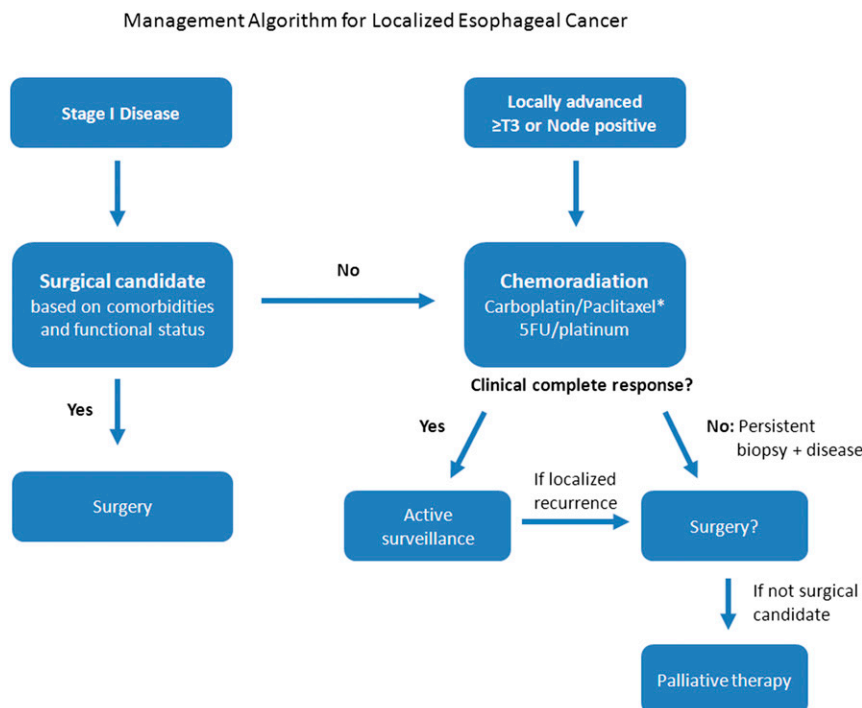 Management Algorithm for Localized Esophageal Cancer
Stage I Disease
Locally advanced
≥T3 or Node positive
Surgical candidate
based on comorbidities
and functional status
No
Chemoradiation
Carboplatin/Paclitaxel*
5FU/platinum
Clinical complete response?
Yes
Surgery
Yes
No: Persistent
biopsy + disease
Active
surveillance
If localized
recurrence
Surgery?
If not surgical
candidate
Palliative therapy